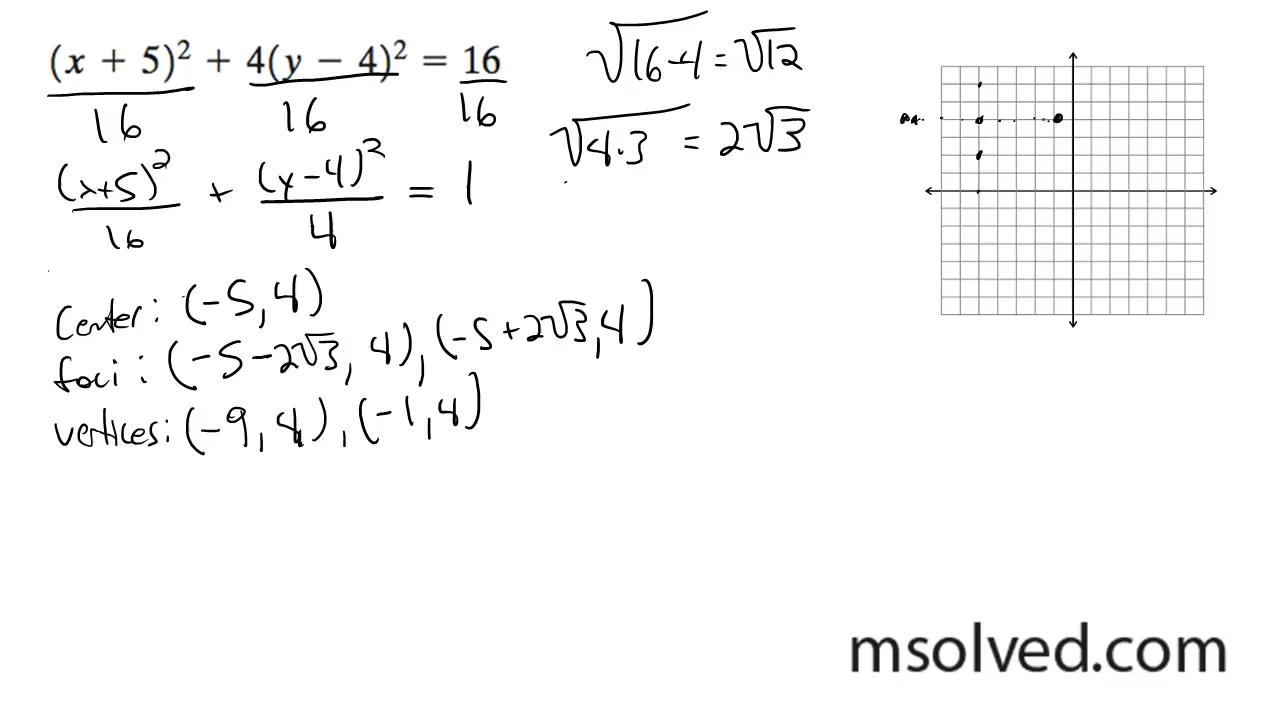 (x + 5)² + 4(y − 4)² = 16
16 16 16
√16-4 = √12
√4·3 = 2√3
(x+5)²/16 + (y-4)²/4 = 1
Center: (-5,4)
foci: (-5-2√3, 4), (-5+2√3,4)
vertices: (-9,4), (-1,4)
msolved.com